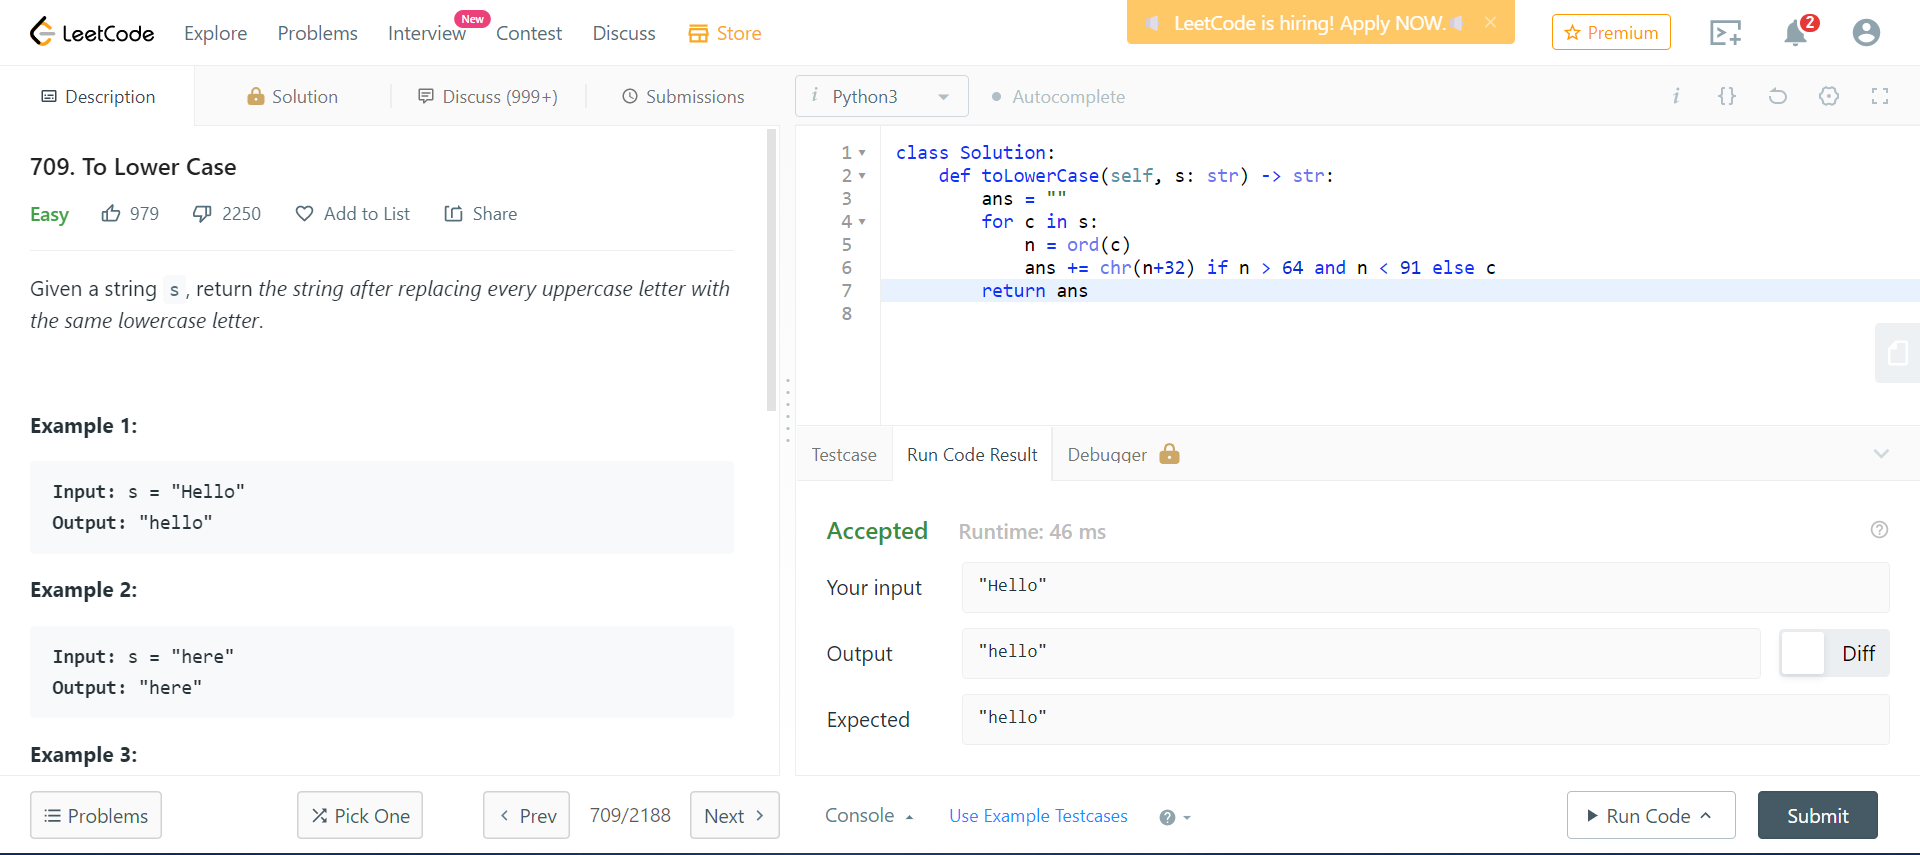 LeetCode Explore Problems Interview New Contest Discuss Store LeetCode is hiring! Apply NOW. × Premium 2
Description Solution Discuss (999+) Submissions i Python3 Autocomplete i {}
709. To Lower Case
Easy 979 2250 Add to List Share
Given a string s, return the string after replacing every uppercase letter with
the same lowercase letter.
Example 1:
Input: s = "Hello"
Output: "hello"
Example 2:
Input: s = "here"
Output: "here"
Example 3:
Problems Pick One Prev 709/2188 Next
1 class Solution:
2 def toLowerCase(self, s: str) -> str:
3 ans = ""
4 for c in s:
5 n = ord(c)
6 ans += chr(n+32) if n > 64 and n < 91 else c
7 return ans
8
Testcase Run Code Result Debugger
Accepted Runtime: 46 ms ?
Your input "Hello"
Output "hello" Diff
Expected "hello"
Console Use Example Testcases ? Run Code Submit